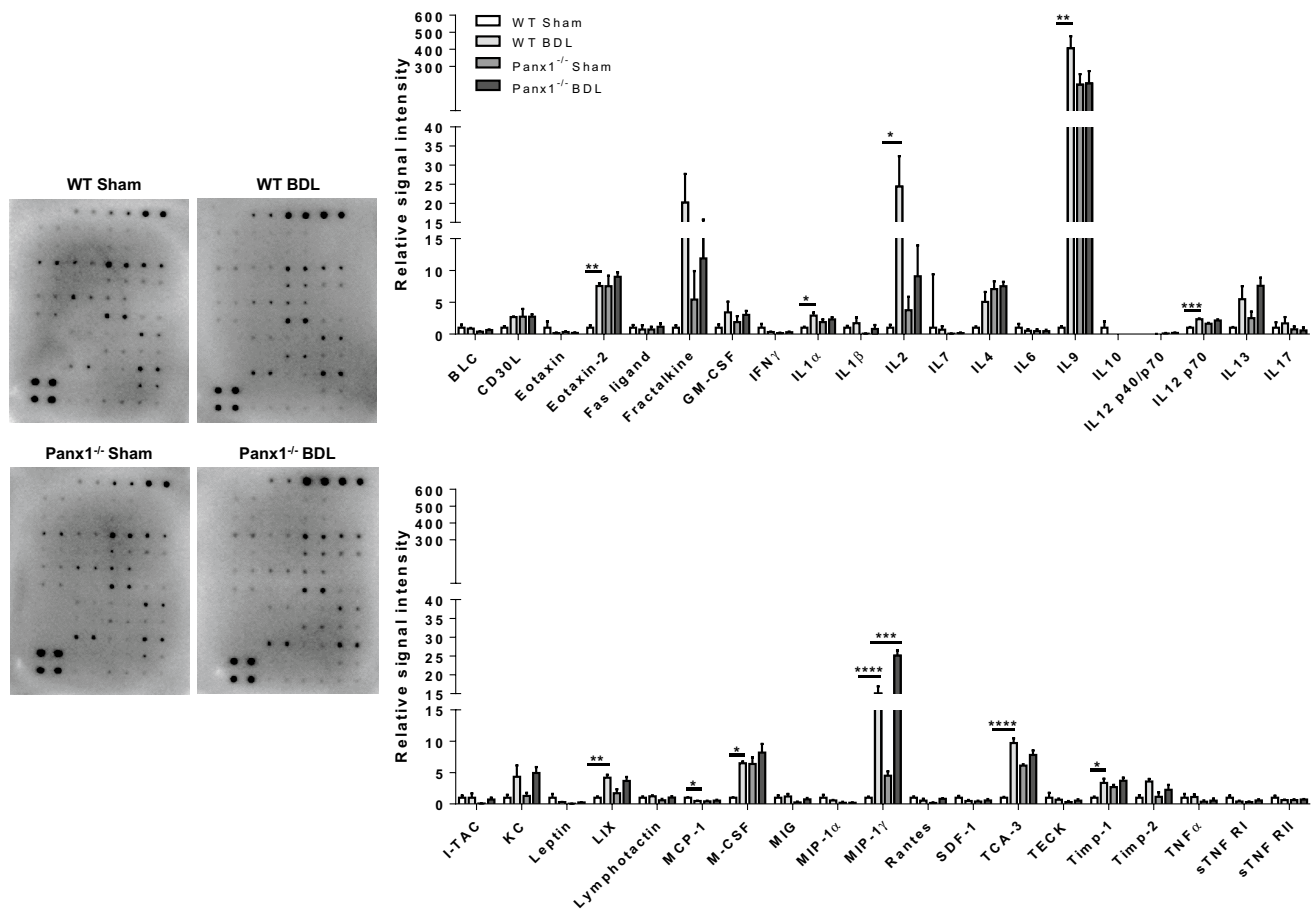 WT Sham
WT BDL
Panx1-/- Sham
Panx1-/- BDL
Relative signal intensity
600
500
400
300
40
35
30
25
20
15
15
10
5
0
WT Sham
WT BDL
Panx1-/- Sham
Panx1-/- BDL
**
*
**
*
***
BLC
CD30L
Eotaxin
Eotaxin-2
Fas ligand
Fractalkine
GM-CSF
IFNγ
IL1α
IL1β
IL2
IL7
IL4
IL6
IL9
IL10
IL12 p40/p70
IL12 p70
IL13
IL17
Relative signal intensity
600
500
400
300
40
35
30
25
20
15
15
10
5
0
**
*
*
****
***
****
*
I-TAC
KC
Leptin
LIX
Lymphotactin
MCP-1
M-CSF
MIG
MIP-1α
MIP-1γ
Rantes
SDF-1
TCA-3
TECK
Timp-1
Timp-2
TNFα
sTNF RI
sTNF RII